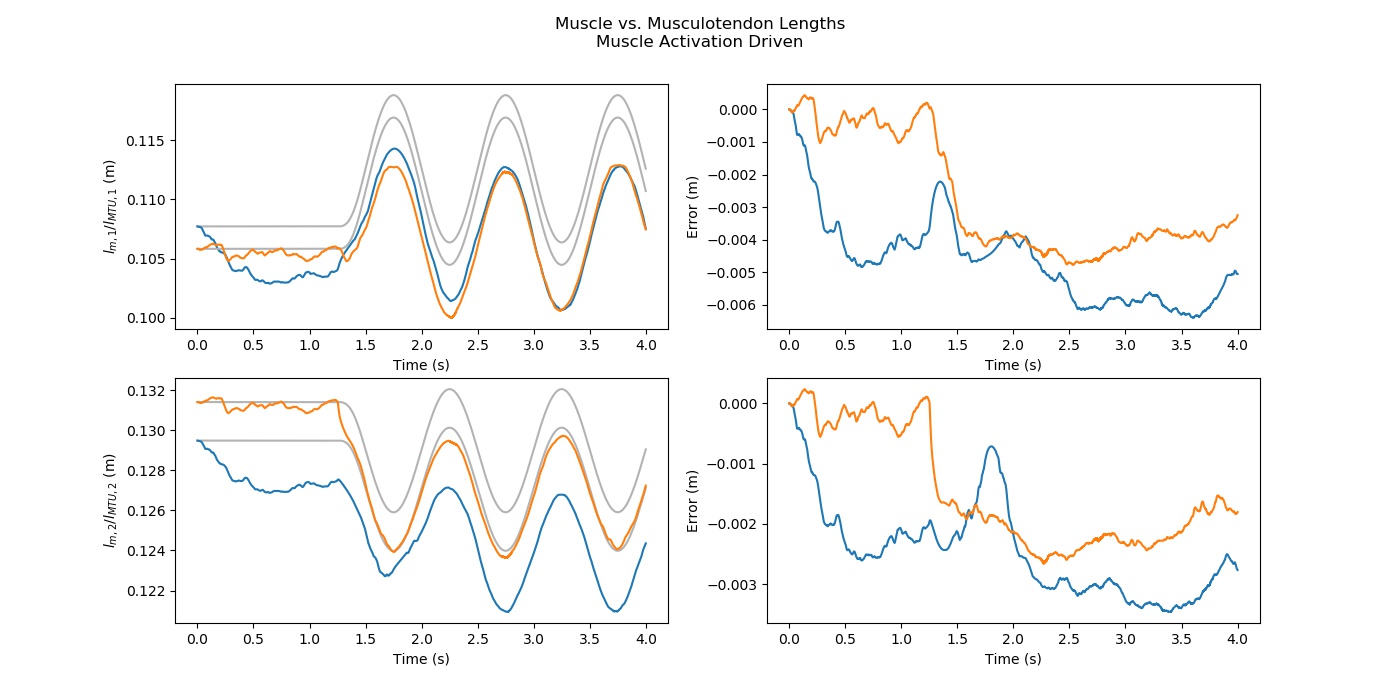 Muscle vs. Musculotendon Lengths
Muscle Activation Driven
l_{m,1}/l_{MTU,1} (m)
0.115
0.110
0.105
0.100
0.0 0.5 1.0 1.5 2.0 2.5 3.0 3.5 4.0
Time (s)
Error (m)
0.000
−0.001
−0.002
−0.003
−0.004
−0.005
−0.006
0.0 0.5 1.0 1.5 2.0 2.5 3.0 3.5 4.0
Time (s)
l_{m,2}/l_{MTU,2} (m)
0.132
0.130
0.128
0.126
0.124
0.122
0.0 0.5 1.0 1.5 2.0 2.5 3.0 3.5 4.0
Time (s)
Error (m)
0.000
−0.001
−0.002
−0.003
0.0 0.5 1.0 1.5 2.0 2.5 3.0 3.5 4.0
Time (s)